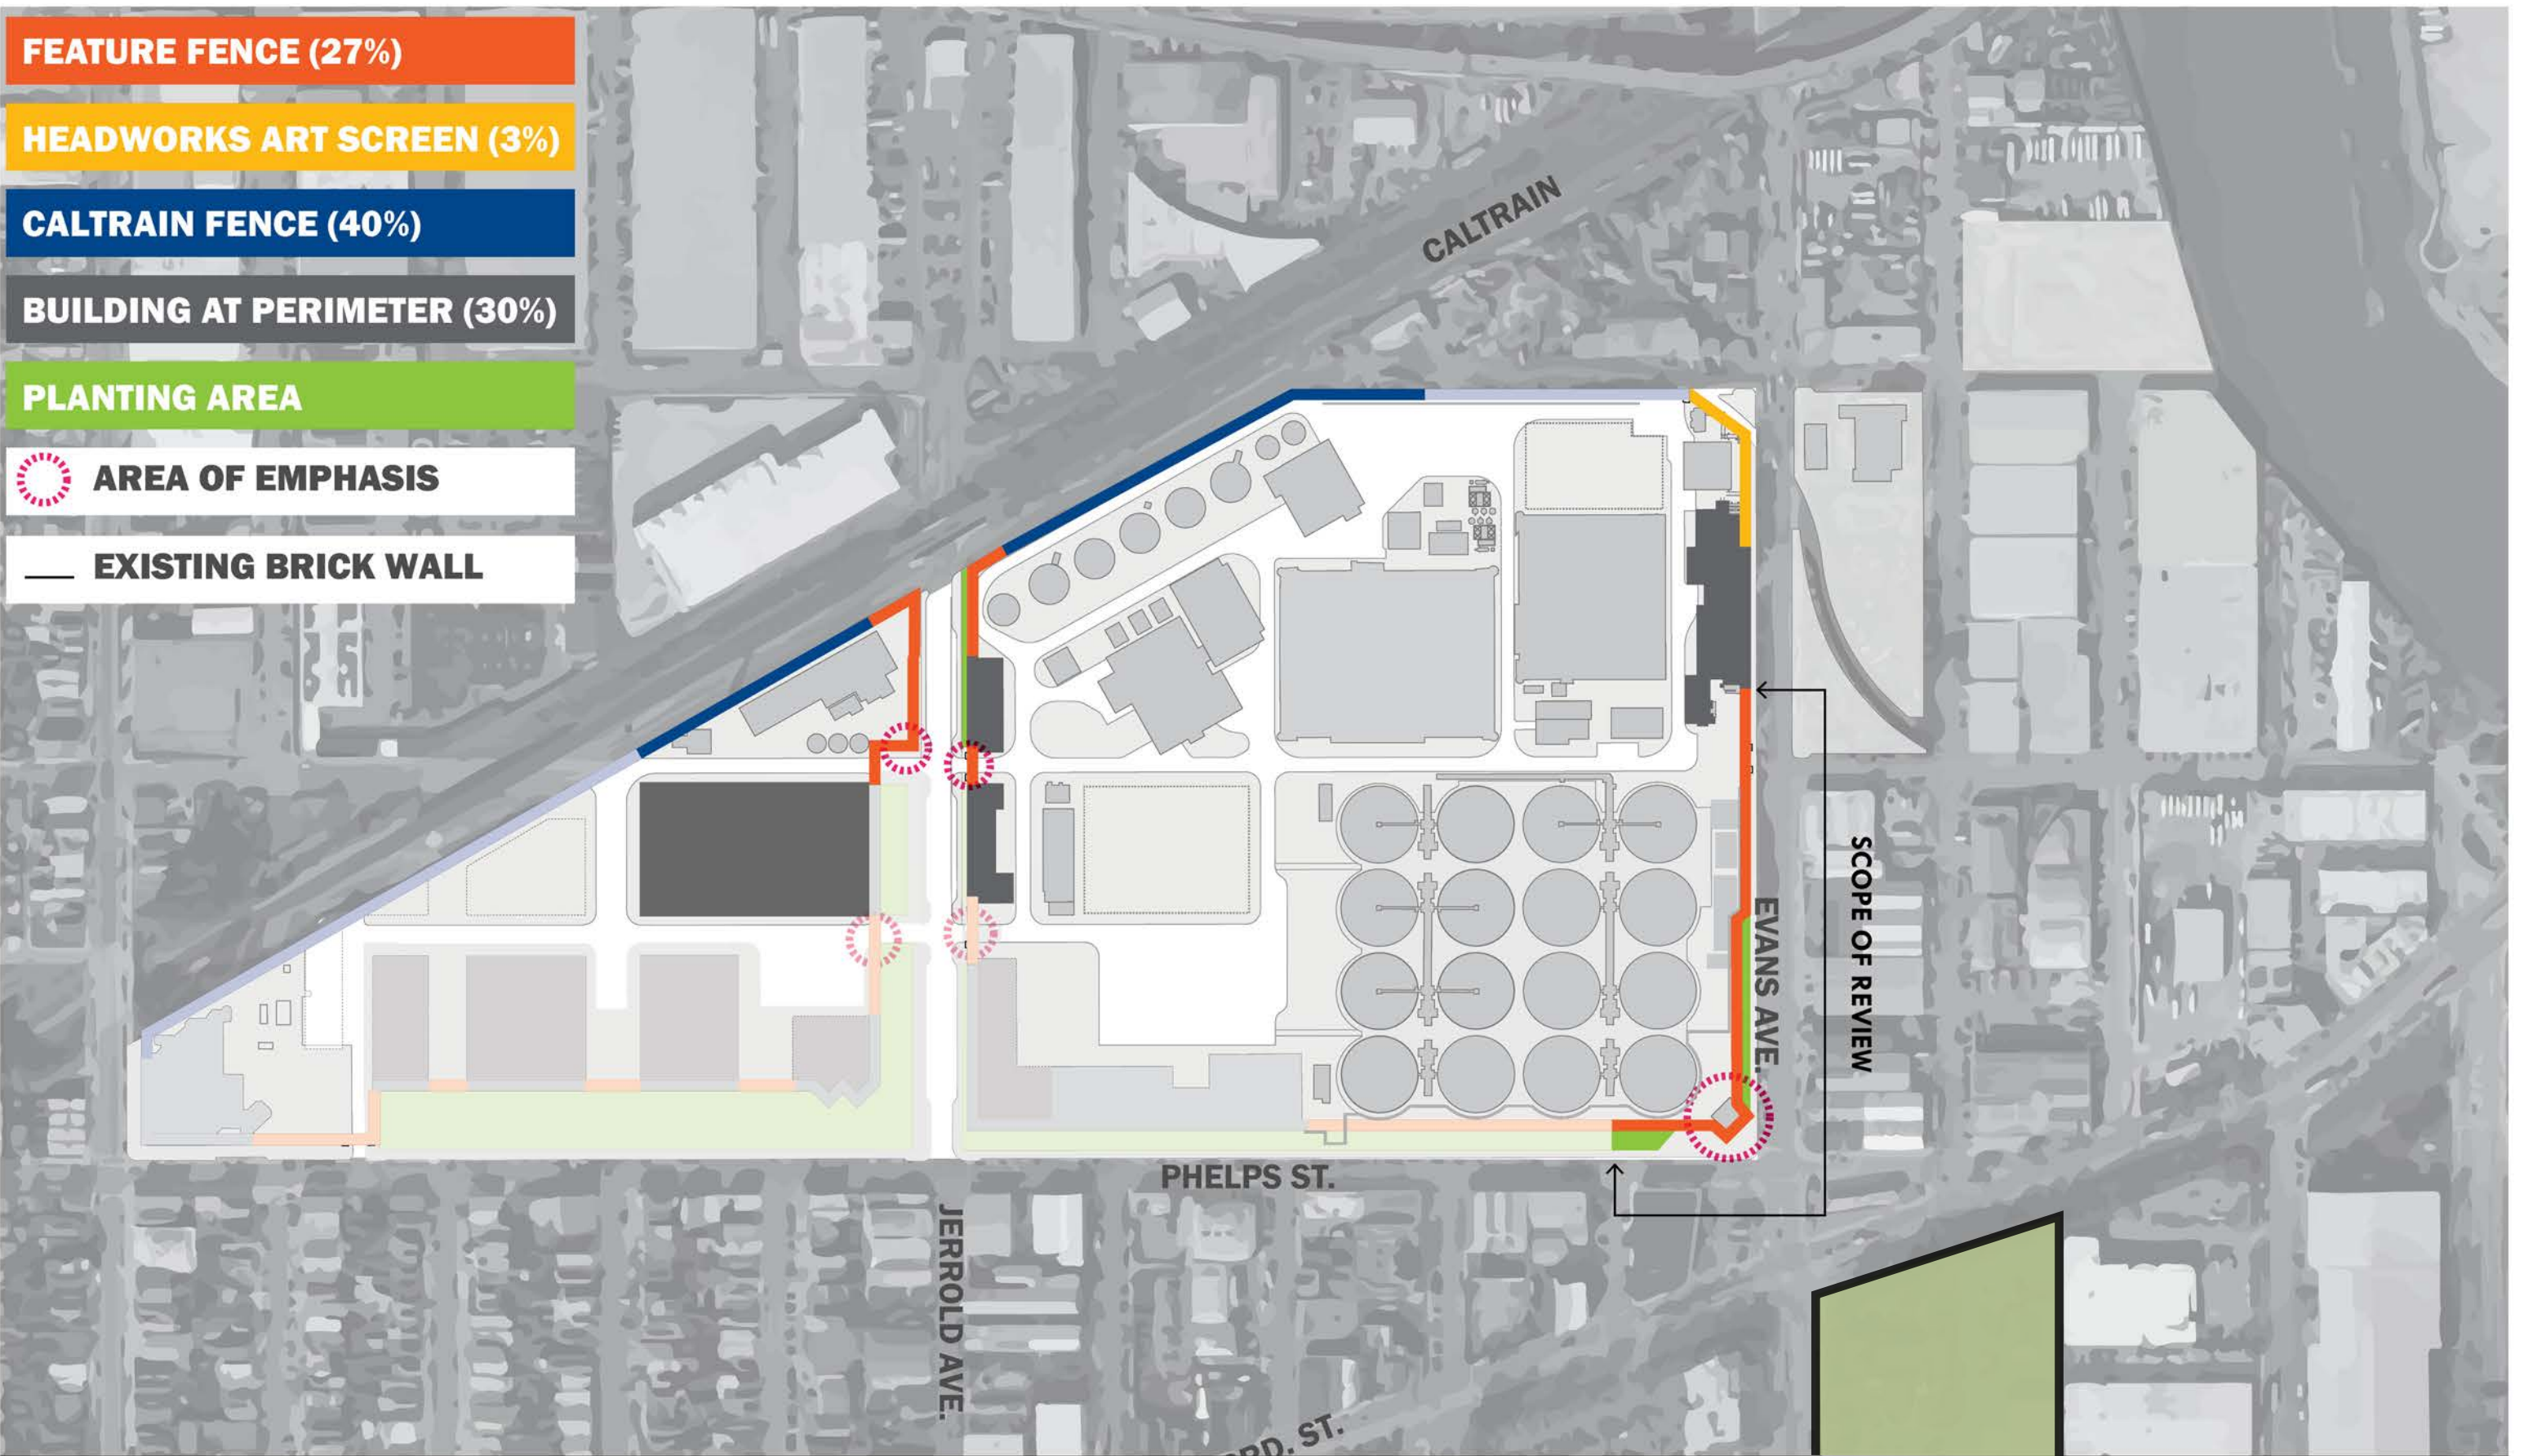 FEATURE FENCE (27%)
HEADWORKS ART SCREEN (3%)
CALTRAIN FENCE (40%)
BUILDING AT PERIMETER (30%)
PLANTING AREA
AREA OF EMPHASIS
EXISTING BRICK WALL
CALTRAIN
SCOPE OF REVIEW
EVANS AVE.
PHELPS ST.
JERROLD AVE.
RD. ST.